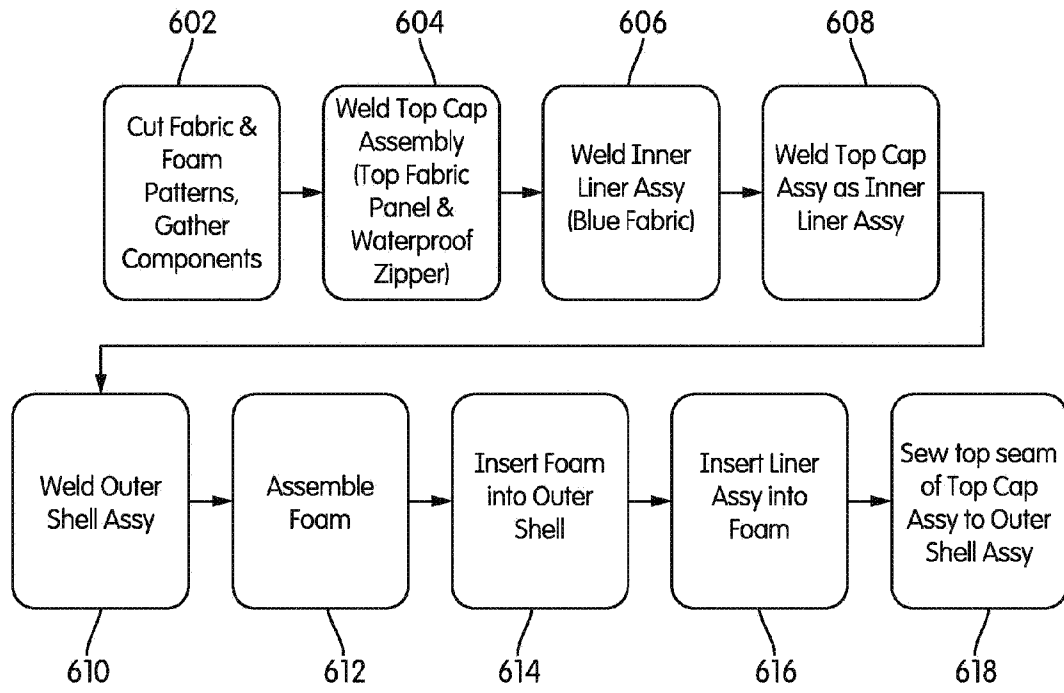 602
604
606
608
Cut Fabric &
Foam
Patterns,
Gather
Components
Weld Top Cap
Assembly
(Top Fabric
Panel &
Waterproof
Zipper)
Weld Inner
Liner Assy
(Blue Fabric)
Weld Top Cap
Assy as Inner
Liner Assy
Weld Outer
Shell Assy
Assemble
Foam
Insert Foam
into Outer
Shell
Insert Liner
Assy into
Foam
Sew top seam
of Top Cap
Assy to Outer
Shell Assy
610
612
614
616
618